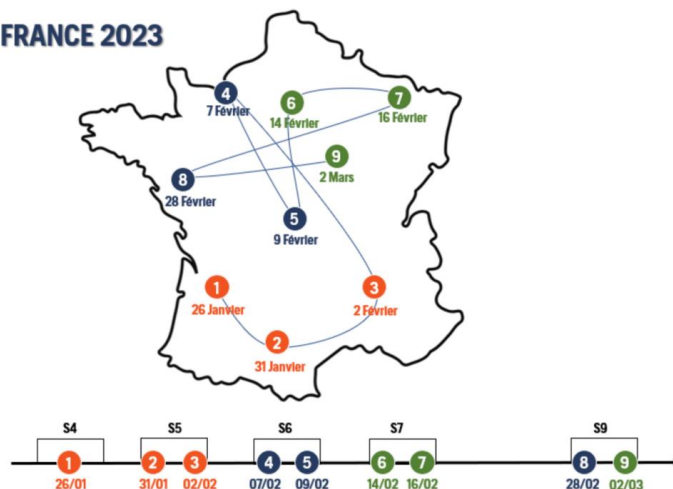 FRANCE 2023
4
7 Février
6
14 Février
7
16 Février
9
2 Mars
8
28 Février
5
9 Février
1
26 Janvier
3
2 Février
2
31 Janvier
S4 S5 S6 S7 S9
1 2 3 4 5 6 7 8 9
26/01 31/01 02/02 07/02 09/02 14/02 16/02 28/02 02/03